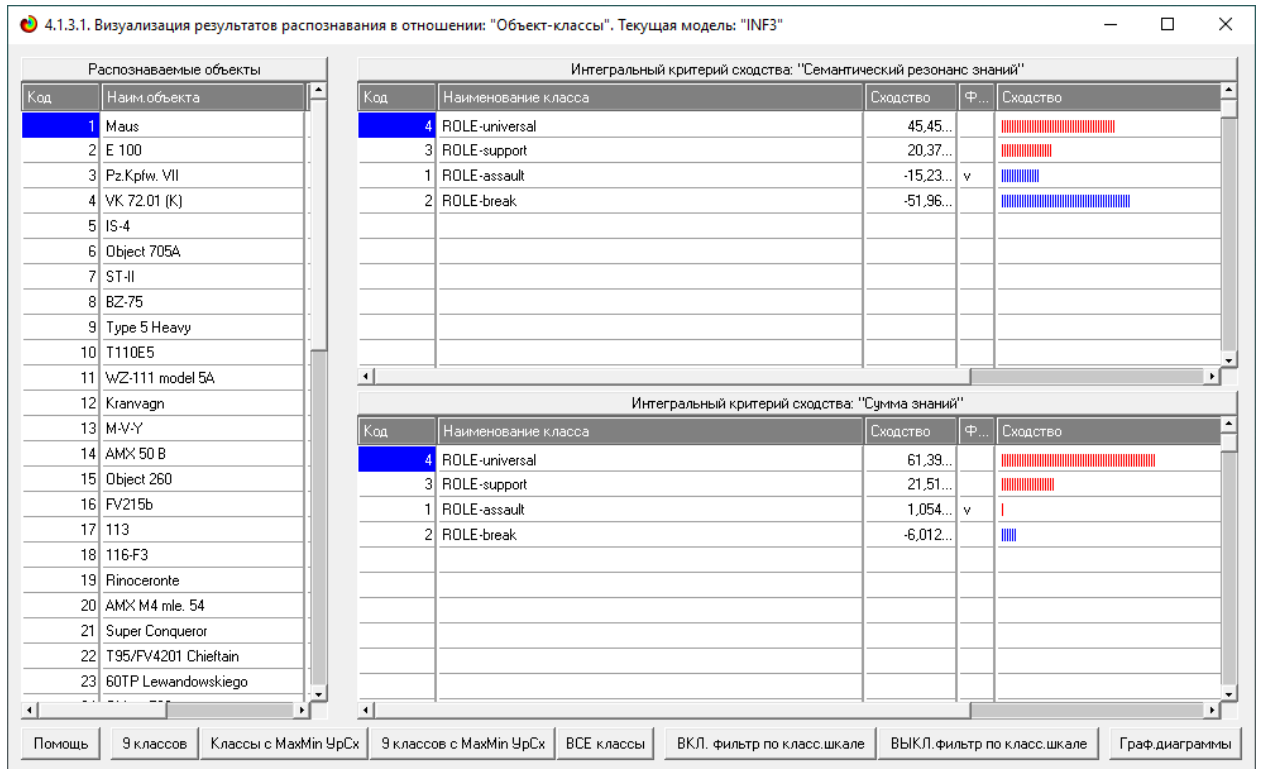 4.1.3.1. Визуализация результатов распознавания в отношении: "Объект-классы". Текущая модель: "INF3"
Распознаваемые объекты
Код Наим.объекта
1 Maus
2 E 100
3 Pz.Kpfw. VII
4 VK 72.01 (K)
5 IS-4
6 Object 705A
7 ST-II
8 BZ-75
9 Type 5 Heavy
10 T110E5
11 WZ-111 model 5A
12 Kranvagn
13 M-V-Y
14 AMX 50 B
15 Object 260
16 FV215b
17 113
18 116-F3
19 Rinoceronte
20 AMX M4 mle. 54
21 Super Conqueror
22 T95/FV4201 Chieftain
23 60TP Lewandowskiego
Интегральный критерий сходства: "Семантический резонанс знаний"
Код Наименование класса Сходство Ф... Сходство
4 ROLE-universal 45,45...
3 ROLE-support 20,37...
1 ROLE-assault -15,23... v
2 ROLE-break -51,96...
Интегральный критерий сходства: "Сумма знаний"
Код Наименование класса Сходство Ф... Сходство
4 ROLE-universal 61,39...
3 ROLE-support 21,51...
1 ROLE-assault 1,054... v
2 ROLE-break -6,012...
Помощь 9 классов Классы с MaxMin УрСх 9 классов с MaxMin УрСх ВСЕ классы ВКЛ. фильтр по класс.шкале ВЫКЛ.фильтр по класс.шкале Граф.диаграммы